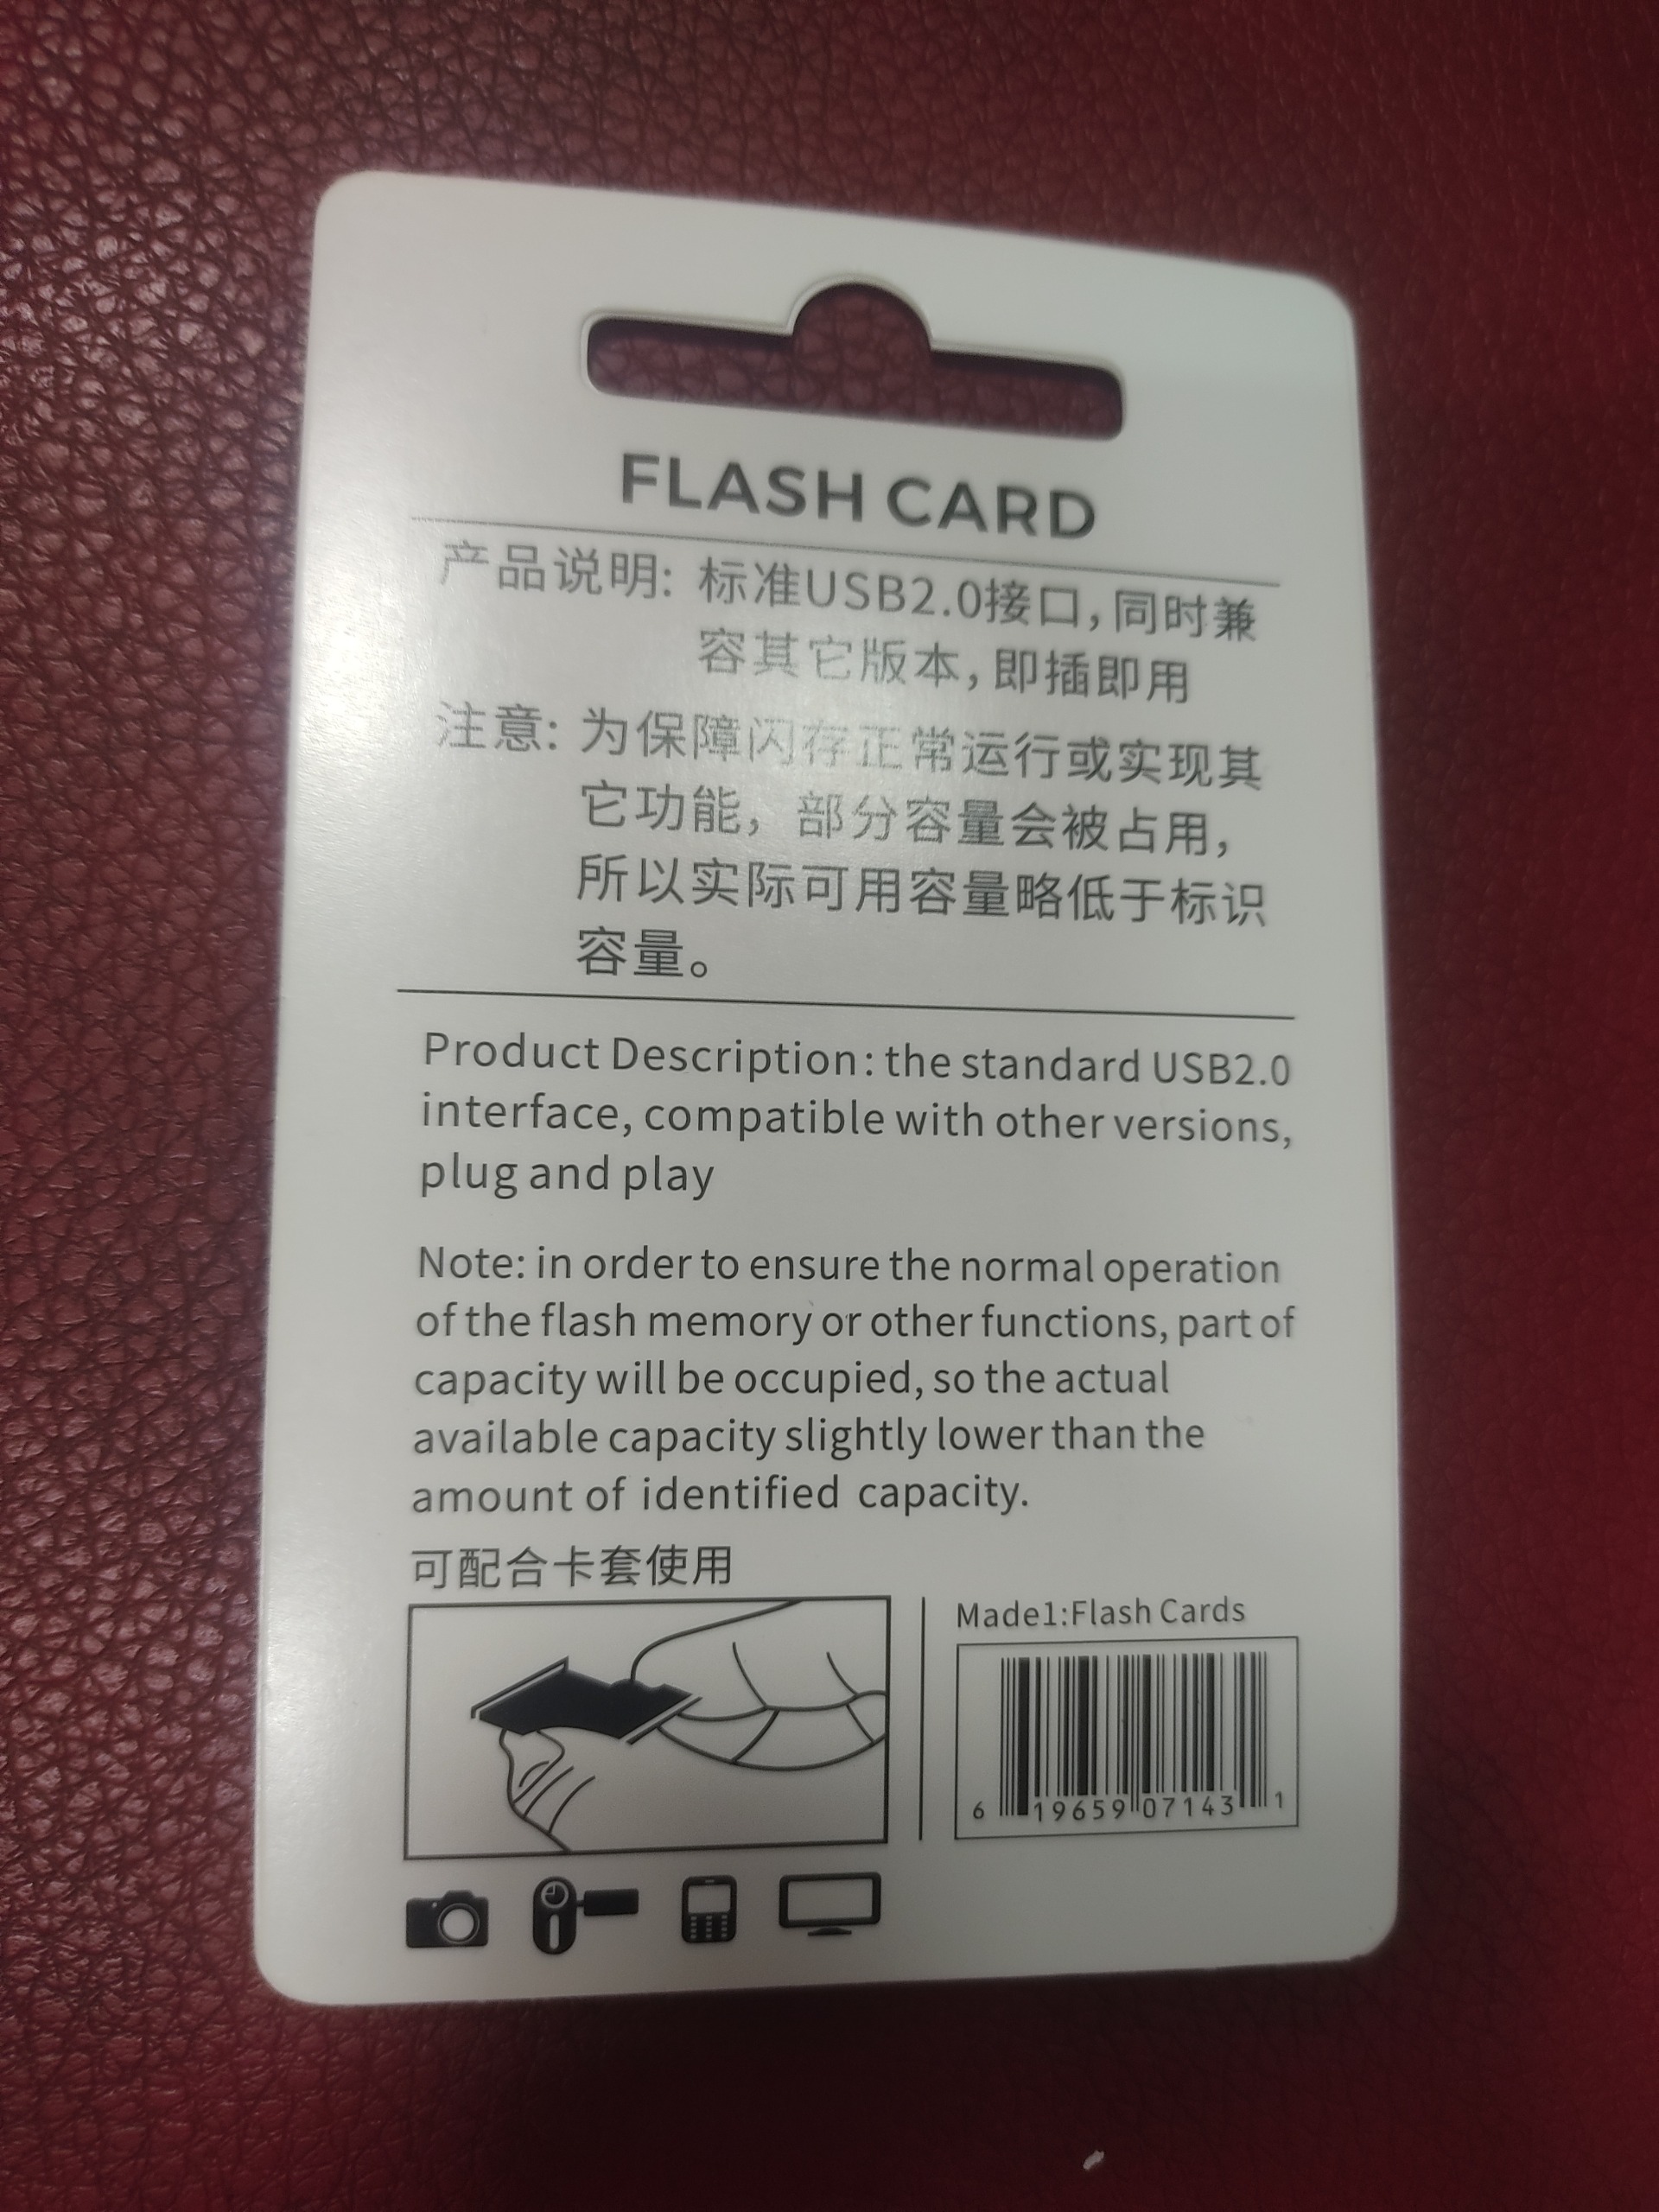 FLASH CARD
产品说明: 标准USB2.0接口,同时兼
容其它版本,即插即用
注意: 为保障闪存正常运行或实现其
它功能，部分容量会被占用，
所以实际可用容量略低于标识
容量。
Product Description: the standard USB2.0
interface, compatible with other versions,
plug and play
Note: in order to ensure the normal operation
of the flash memory or other functions, part of
capacity will be occupied, so the actual
available capacity slightly lower than the
amount of identified capacity.
可配合卡套使用
Made1:Flash Cards
6 19659 07143 1